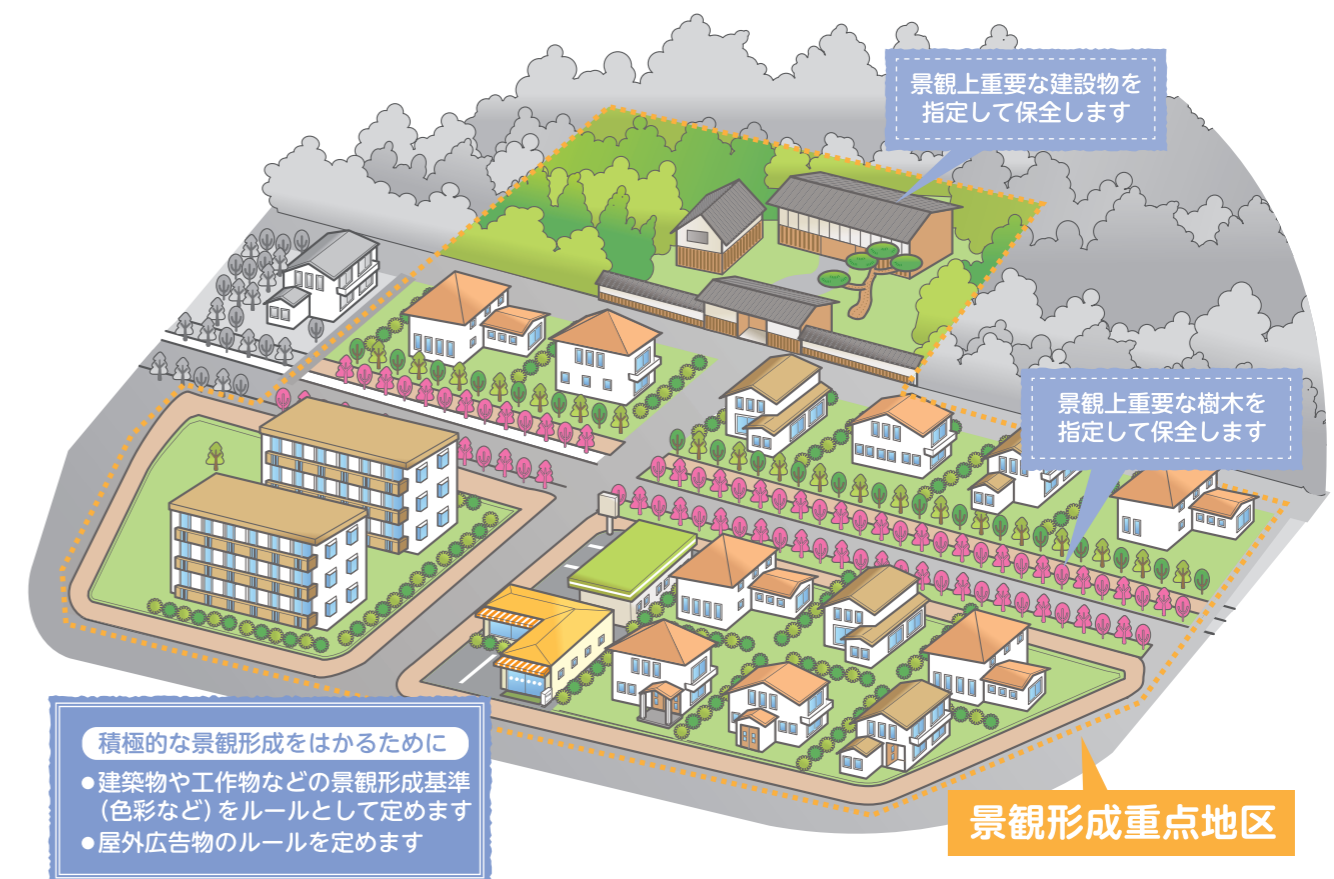 景観上重要な建設物を
指定して保全します
景観上重要な樹木を
指定して保全します
積極的な景観形成をはかるために
●建築物や工作物などの景観形成基準
(色彩など)をルールとして定めます
●屋外広告物のルールを定めます
景観形成重点地区